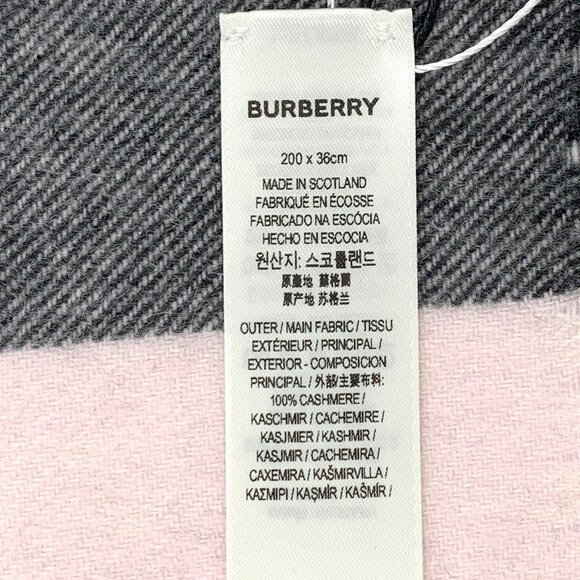 BURBERRY
200 x 36cm
MADE IN SCOTLAND
FABRIQUÉ EN ÉCOSSE
FABRICADO NA ESCÓCIA
HECHO EN ESCOCIA
원산지: 스코틀랜드
原產地 蘇格蘭
原产地 苏格兰
OUTER / MAIN FABRIC / TISSU
EXTÉRIEUR / PRINCIPAL /
EXTERIOR - COMPOSICION
PRINCIPAL / 外部/主要布料:
100% CASHMERE /
KASCHMIR / CACHEMIRE /
KASJMIER / KASHMIR /
KASJMIR / CACHEMIRA /
CAXEMIRA / KAŠMIRVILLA /
ΚΑΣΜΙΡΙ / KAŞMİR / KAŠMÍR /